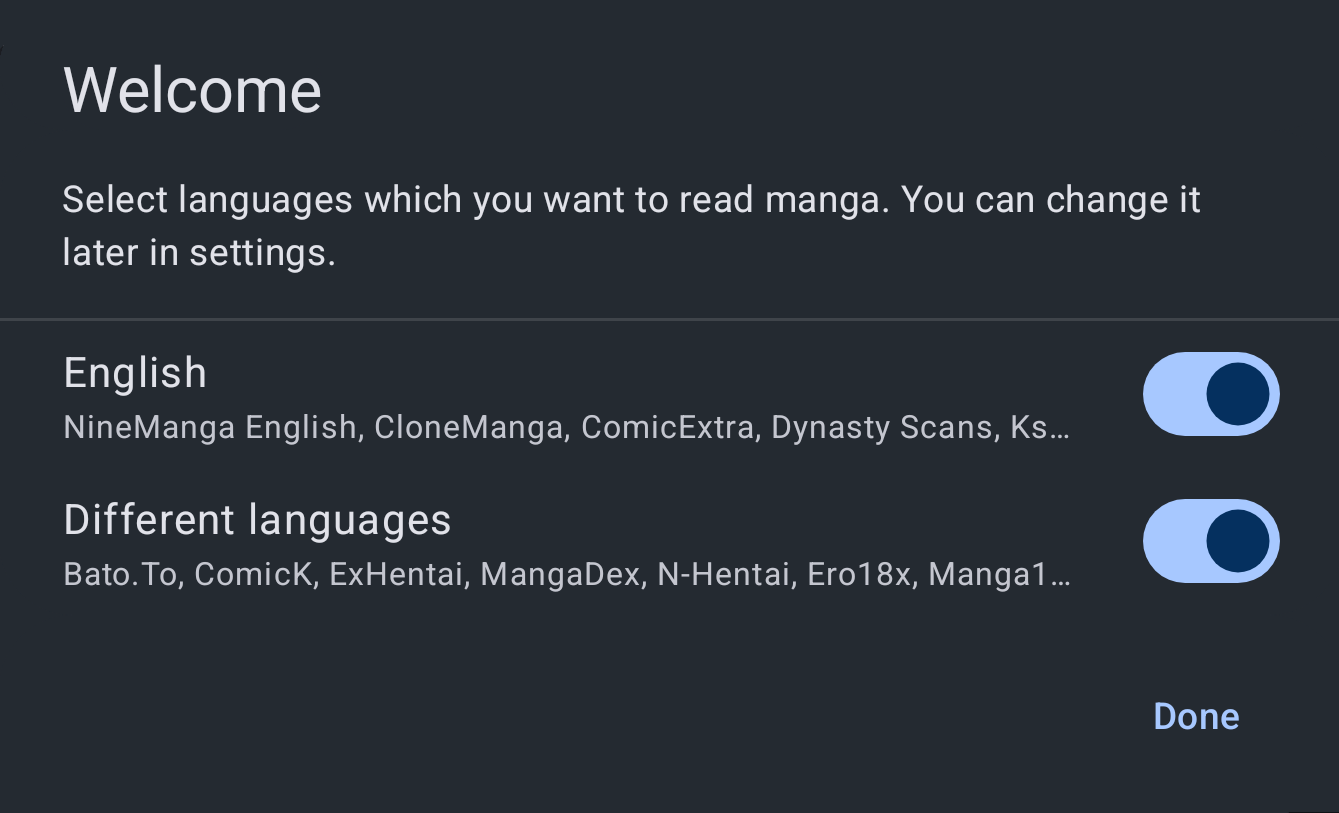 Welcome
Select languages which you want to read manga. You can change it
later in settings.
English
NineManga English, CloneManga, ComicExtra, Dynasty Scans, Ks...
Different languages
Bato.To, ComicK, ExHentai, MangaDex, N-Hentai, Ero18x, Manga1...
Done